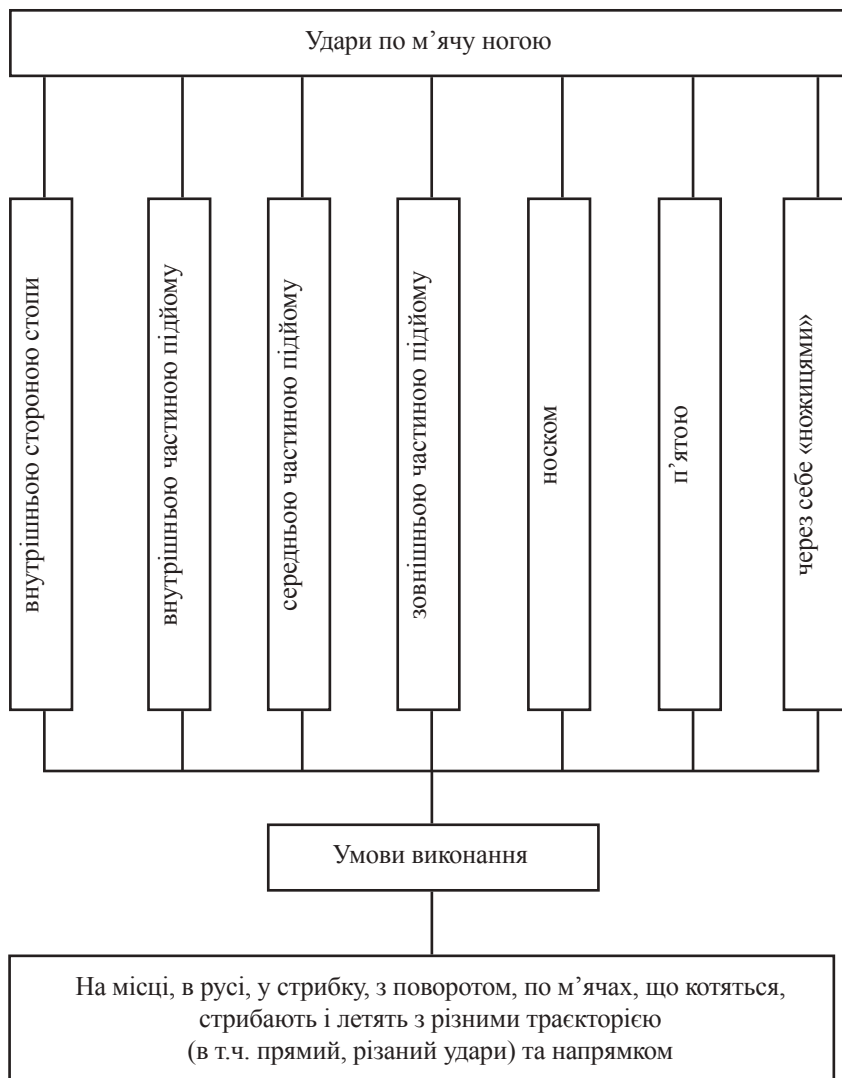 Удари по м’ячу ногою
внутрішньою стороною стопи
внутрішньою частиною підйому
середньою частиною підйому
зовнішньою частиною підйому
носком
п’ятою
через себе «ножицями»
Умови виконання
На місці, в русі, у стрибку, з поворотом, по м’ячах, що котяться,
стрибають і летять з різними траєкторією
(в т.ч. прямий, різаний удари) та напрямком